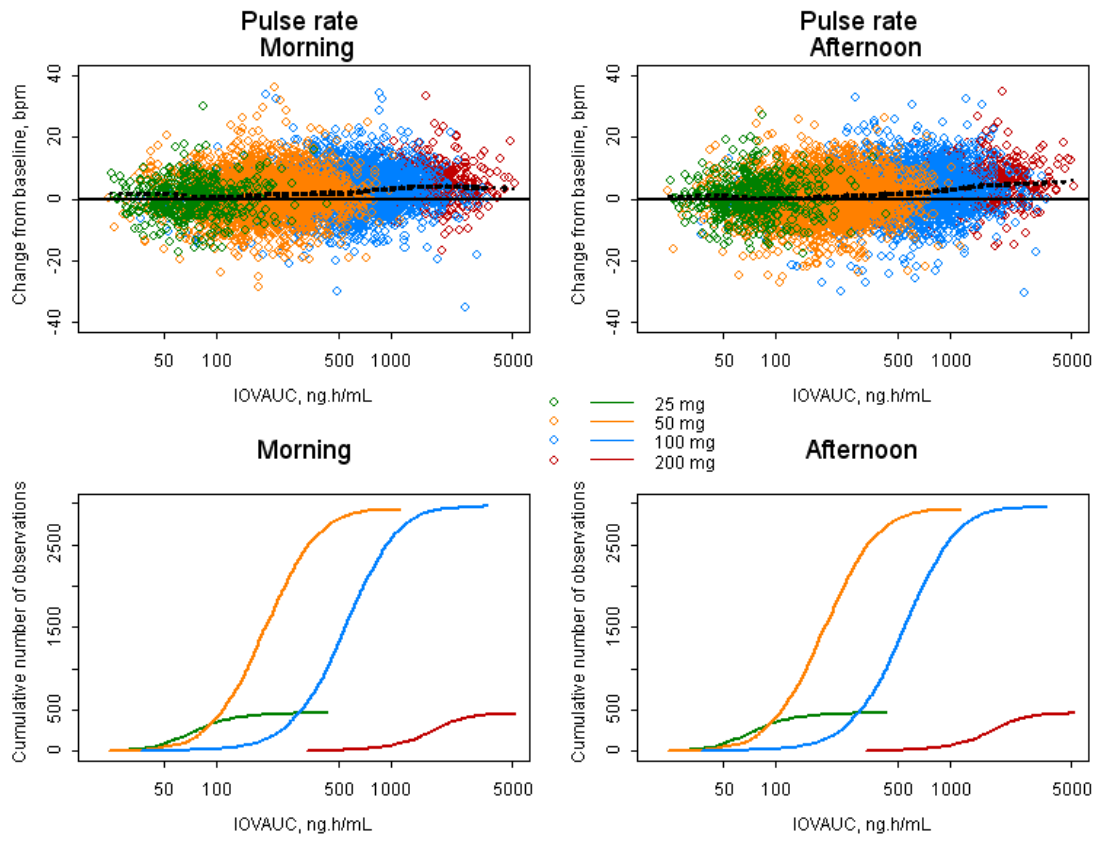 Pulse rate
Morning
Change from baseline, bpm
40
20
0
-20
-40
50 100 500 1000 5000
IOVAUC, ng.h/mL
Pulse rate
Afternoon
Change from baseline, bpm
40
20
0
-20
-40
50 100 500 1000 5000
IOVAUC, ng.h/mL
25 mg
50 mg
100 mg
200 mg
Morning
Cumulative number of observations
2500
1500
500
0
50 100 500 1000 5000
IOVAUC, ng.h/mL
Afternoon
Cumulative number of observations
2500
1500
500
0
50 100 500 1000 5000
IOVAUC, ng.h/mL